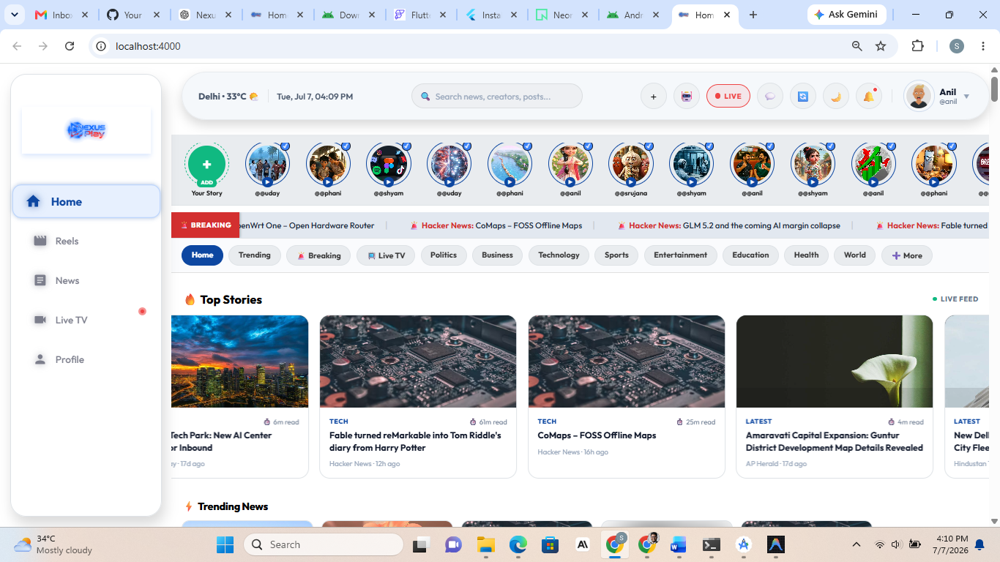 Inbo
Your
Nexu
Hom
Dow
Flutt
Insta
Neor
Andr
Hom
Ask Gemini
localhost:4000
S
NEXUS
Play
Home
Reels
News
Live TV
Profile
Delhi • 33°C
Tue, Jul 7, 04:09 PM
Search news, creators, posts...
+
LIVE
Anil
@anil
ADD
Your Story
@@uday
@@phani
@@shyam
@@uday
@@phani
@@anil
@@srujana
@@shyam
@@anil
@@shyam
@@anil
@@phani
BREAKING
penWrt One – Open Hardware Router
Hacker News: CoMaps – FOSS Offline Maps
Hacker News: GLM 5.2 and the coming AI margin collapse
Hacker News: Fable turned
Home
Trending
Breaking
Live TV
Politics
Business
Technology
Sports
Entertainment
Education
Health
World
More
Top Stories
LIVE FEED
6m read
Tech Park: New AI Center
or Inbound
y · 17d ago
TECH
61m read
Fable turned reMarkable into Tom Riddle's
diary from Harry Potter
Hacker News · 12h ago
TECH
25m read
CoMaps – FOSS Offline Maps
Hacker News · 16h ago
LATEST
4m read
Amaravati Capital Expansion: Guntur
District Development Map Details Revealed
AP Herald · 17d ago
LATEST
New Del
City Flee
Hindustan
Trending News
34°C
Mostly cloudy
Search
4:10 PM
7/7/2026